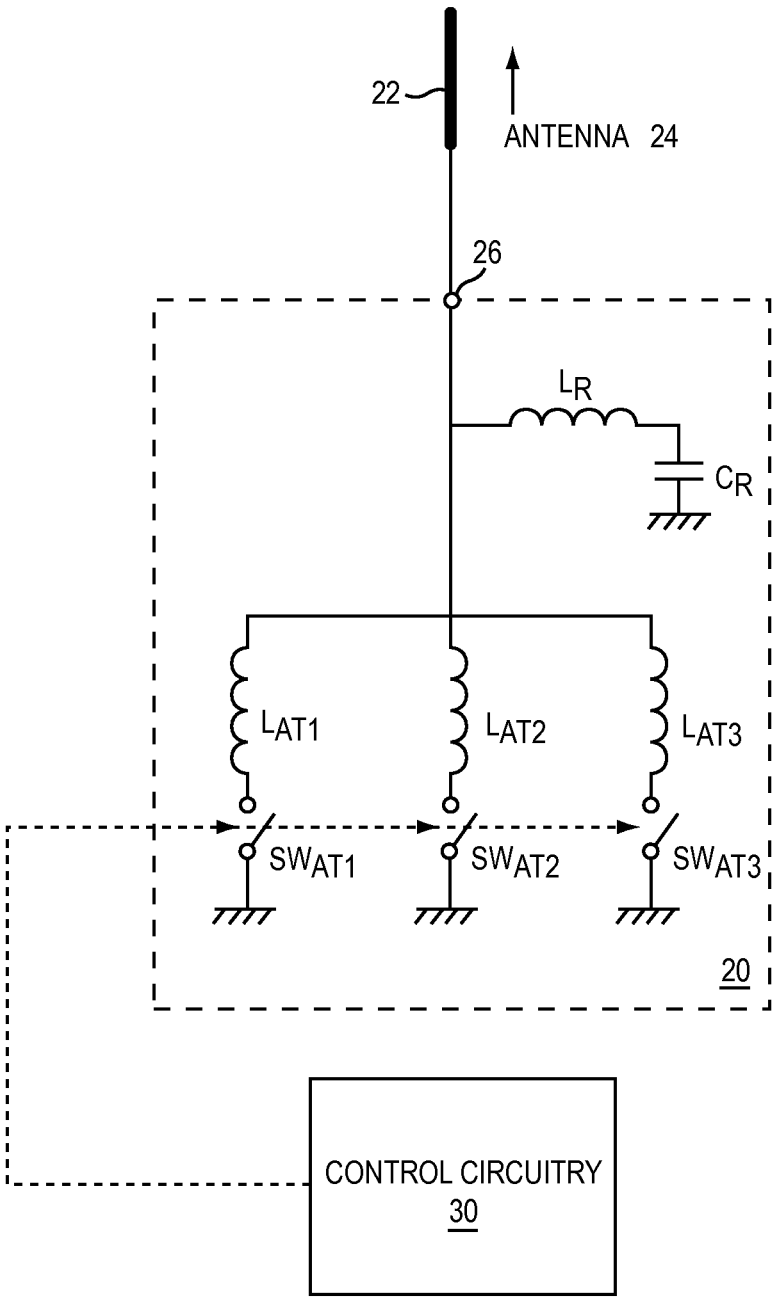 22
ANTENNA 24
26
LR
CR
LAT1
LAT2
LAT3
SWAT1
SWAT2
SWAT3
20
CONTROL CIRCUITRY
30